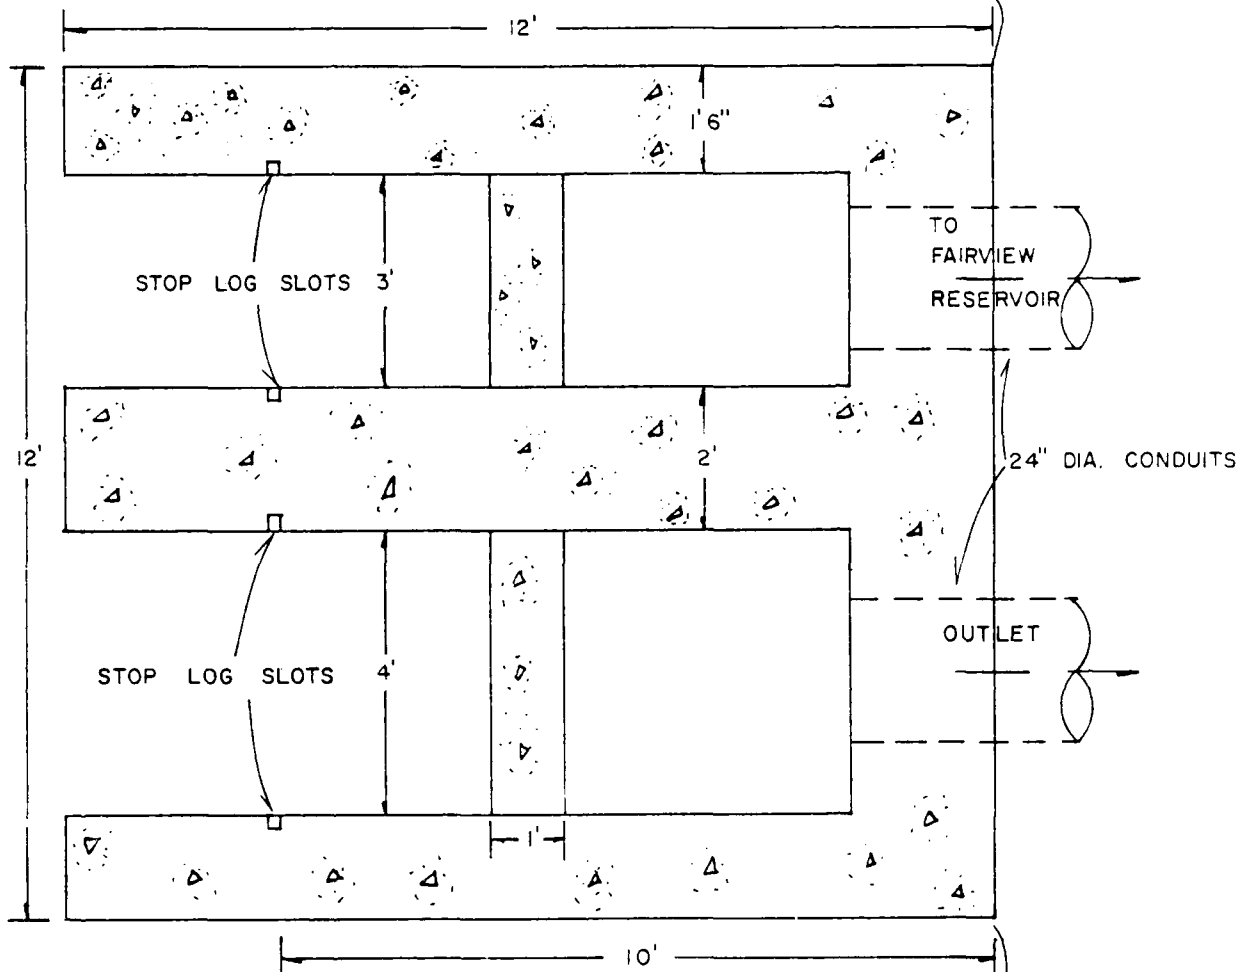 12'
1'6"
TO
FAIRVIEW
RESERVOIR
STOP LOG SLOTS 3'
12'
2'
24" DIA. CONDUITS
OUTLET
STOP LOG SLOTS 4'
1'
10'